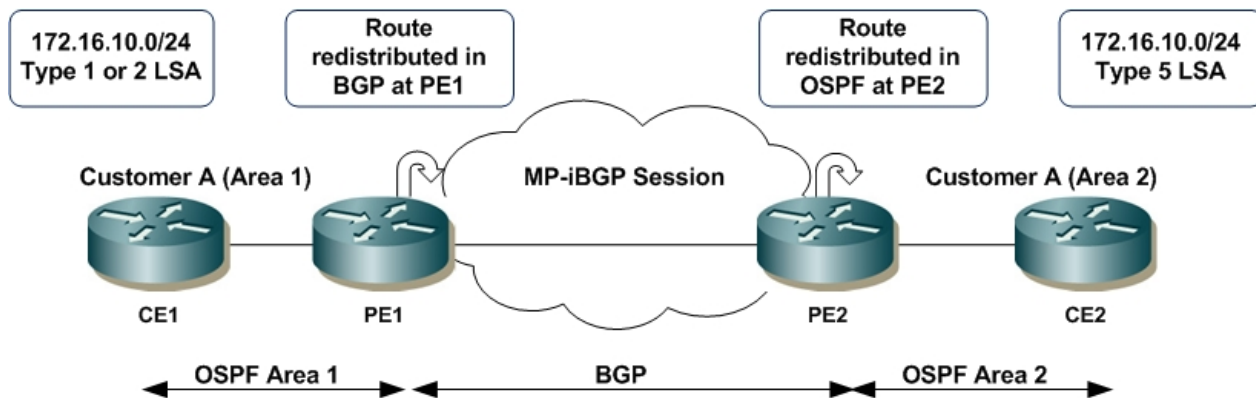 172.16.10.0/24
Type 1 or 2 LSA
Route
redistributed in
BGP at PE1
Route
redistributed in
OSPF at PE2
172.16.10.0/24
Type 5 LSA
Customer A (Area 1)
MP-iBGP Session
Customer A (Area 2)
CE1
PE1
PE2
CE2
OSPF Area 1
BGP
OSPF Area 2